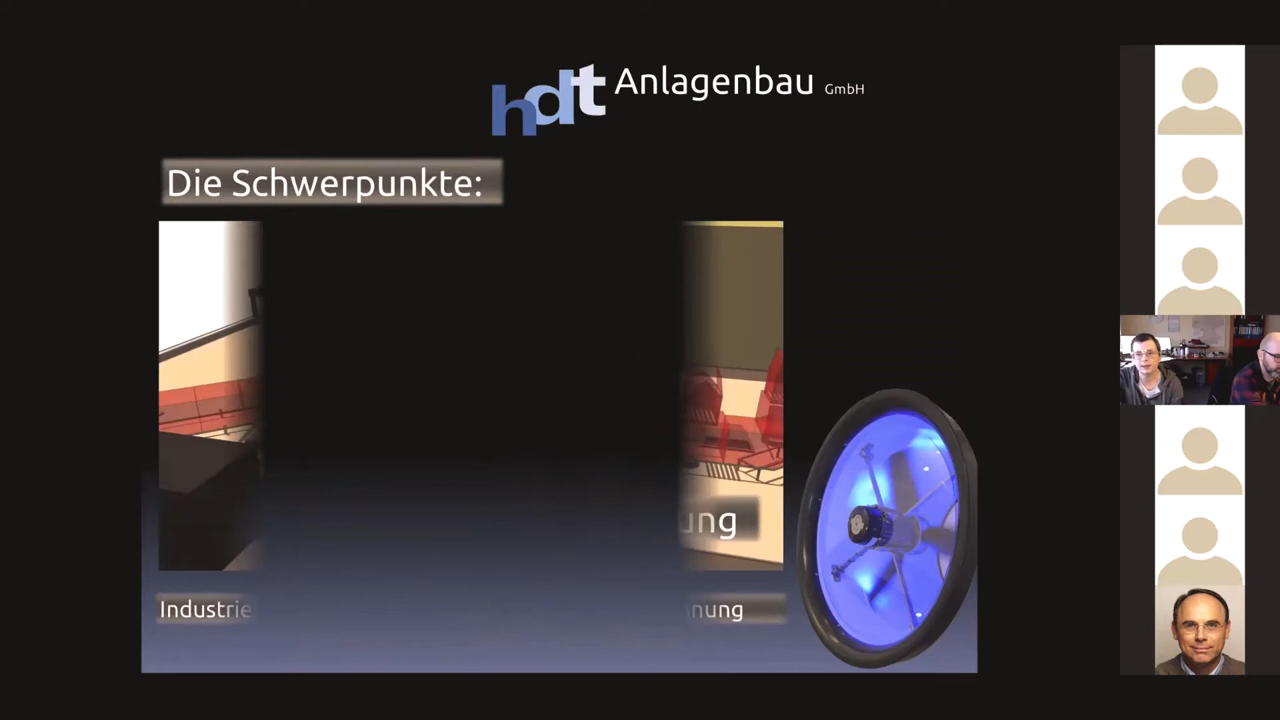 hdt Anlagenbau GmbH
Die Schwerpunkte:
ung
Industrie
nung